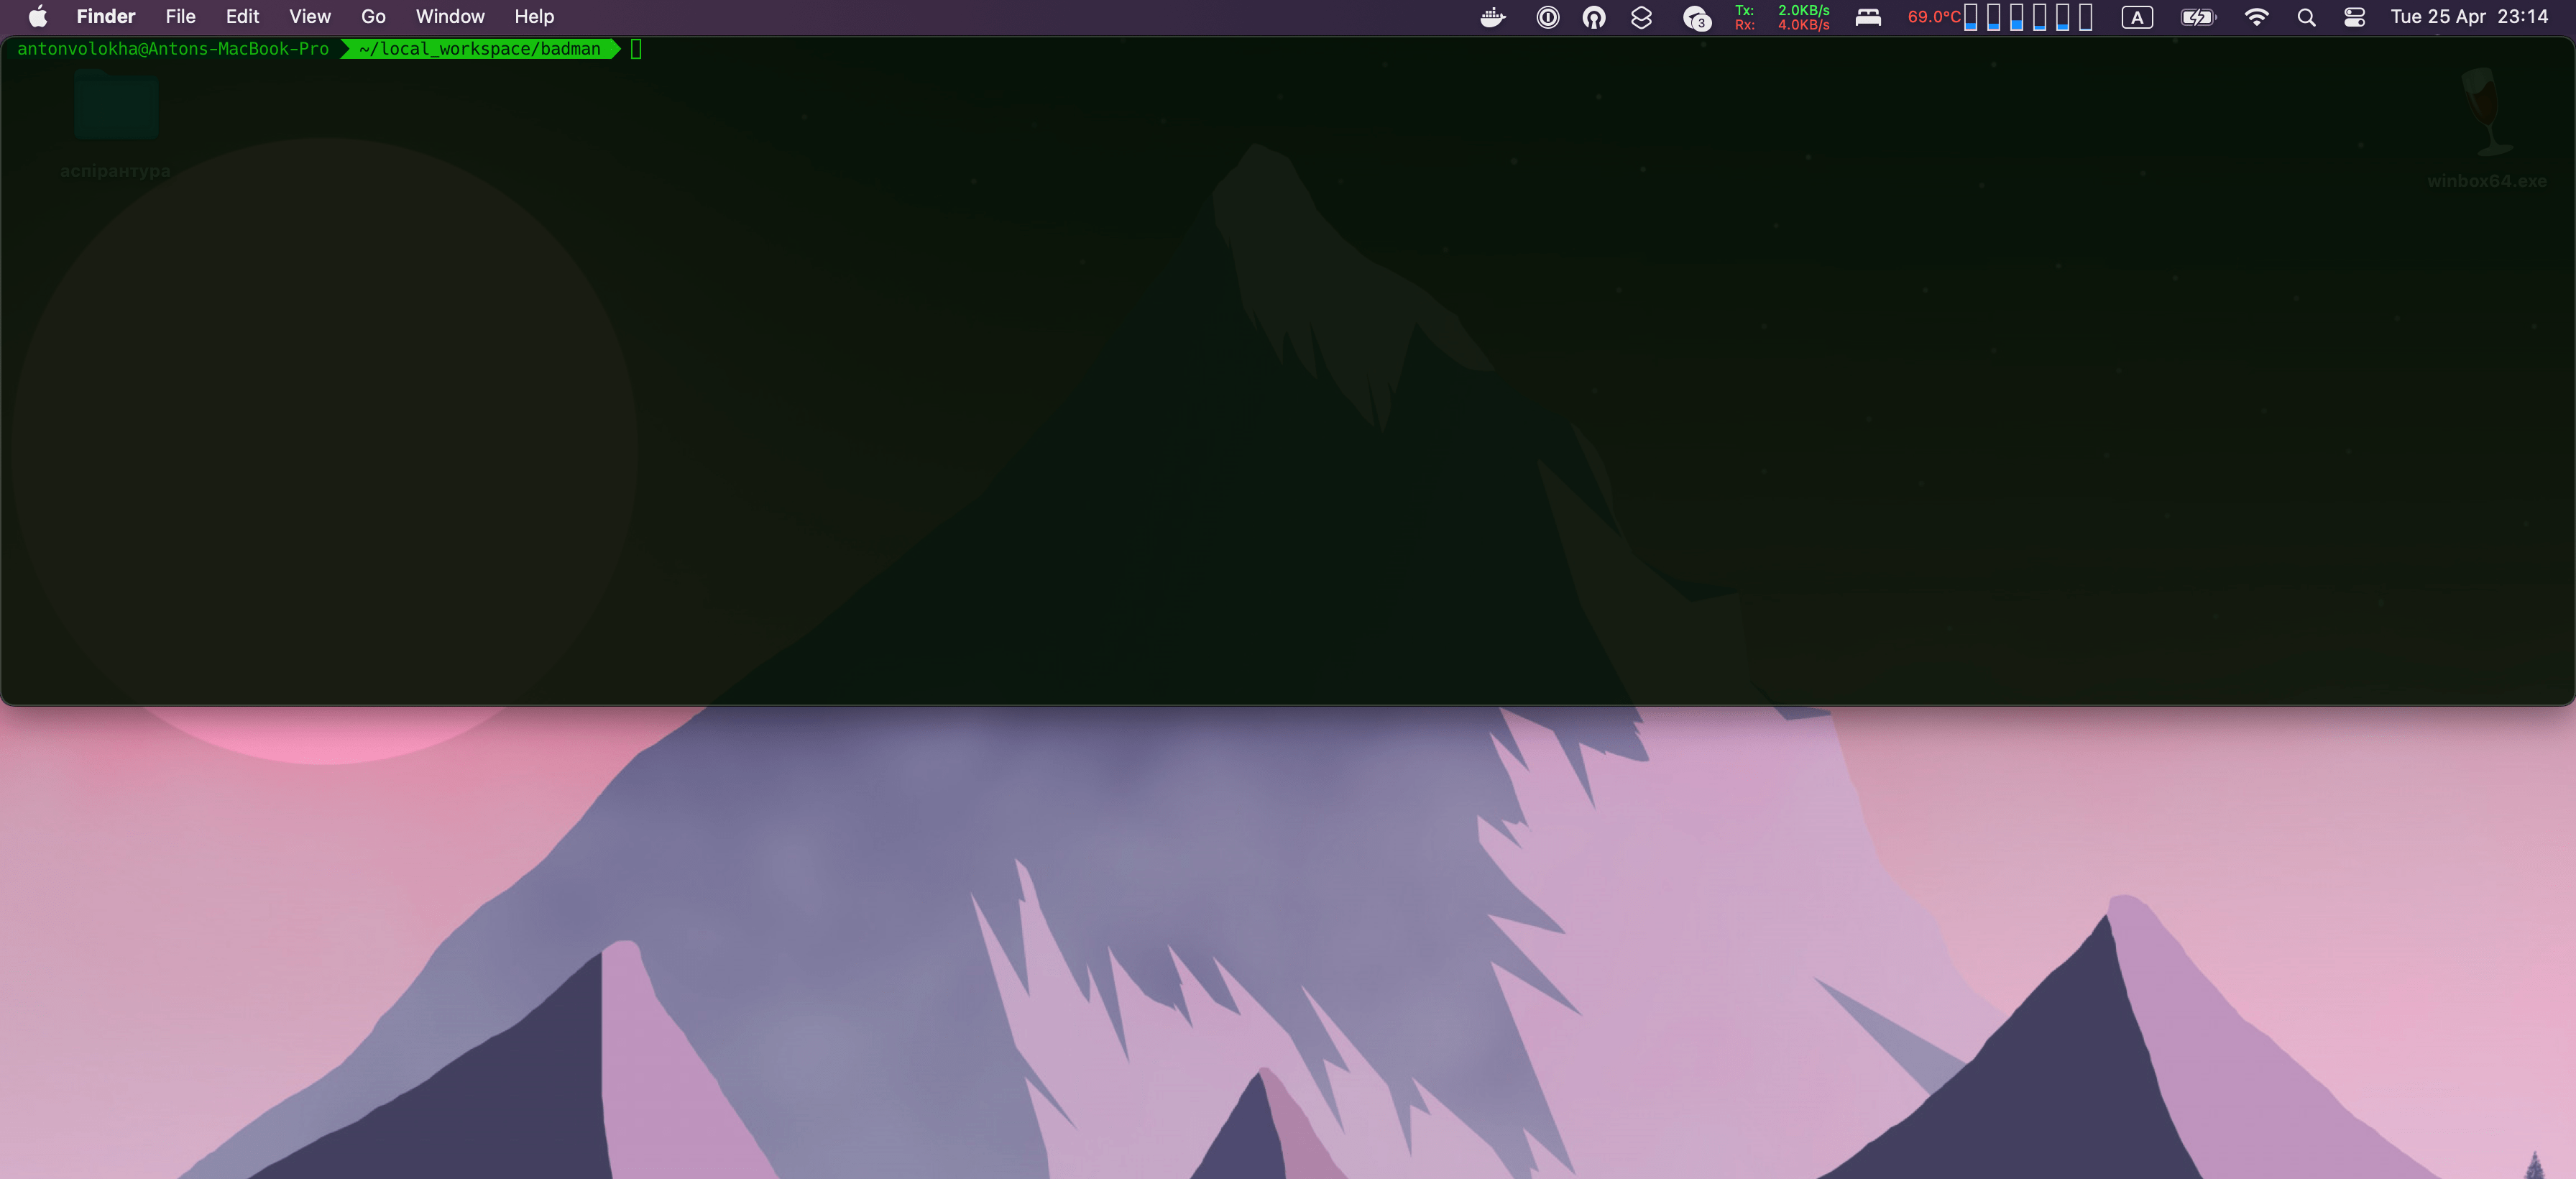 Finder File Edit View Go Window Help 3 Tx: 2.0KB/s Rx: 4.0KB/s 69.0°C A Tue 25 Apr 23:14
antonvolokha@Antons-MacBook-Pro ~/local_workspace/badman
аспірантура
winbox64.exe